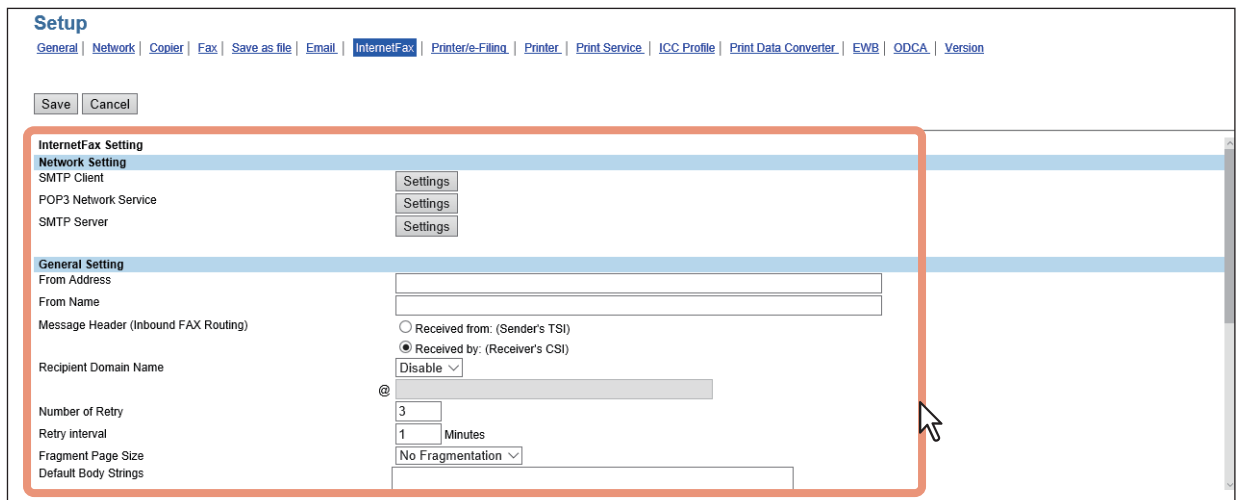 Setup
General | Network | Copier | Fax | Save as file | Email | InternetFax | Printer/e-Filing | Printer | Print Service | ICC Profile | Print Data Converter | EWB | ODCA | Version
Save Cancel
InternetFax Setting
Network Setting
SMTP Client Settings
POP3 Network Service Settings
SMTP Server Settings
General Setting
From Address
From Name
Message Header (Inbound FAX Routing) Received from: (Sender's TSI)
Received by: (Receiver's CSI)
Recipient Domain Name Disable
@
Number of Retry 3
Retry interval 1 Minutes
Fragment Page Size No Fragmentation
Default Body Strings